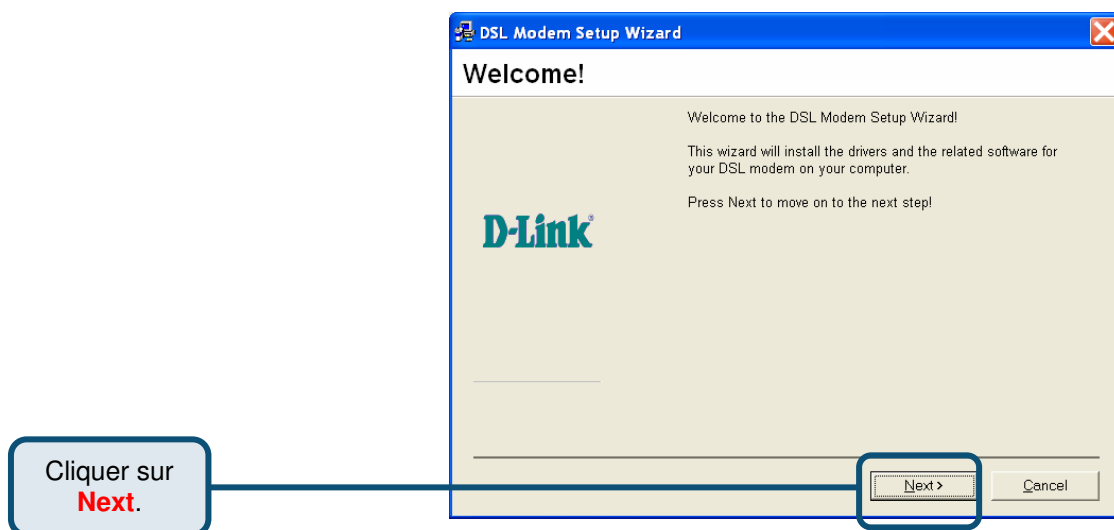 DSL Modem Setup Wizard
Welcome!
Welcome to the DSL Modem Setup Wizard!
This wizard will install the drivers and the related software for
your DSL modem on your computer.
Press Next to move on to the next step!
D-Link®
Cliquer sur
Next.
Next >
Cancel